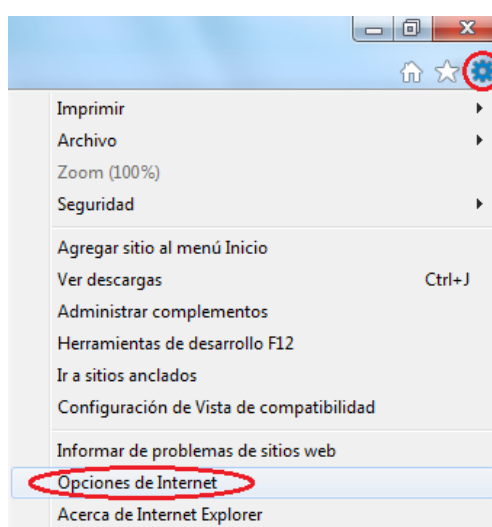 Imprimir
Archivo
Zoom (100%)
Seguridad
Agregar sitio al menú Inicio
Ver descargas Ctrl+J
Administrar complementos
Herramientas de desarrollo F12
Ir a sitios anclados
Configuración de Vista de compatibilidad
Informar de problemas de sitios web
Opciones de Internet
Acerca de Internet Explorer